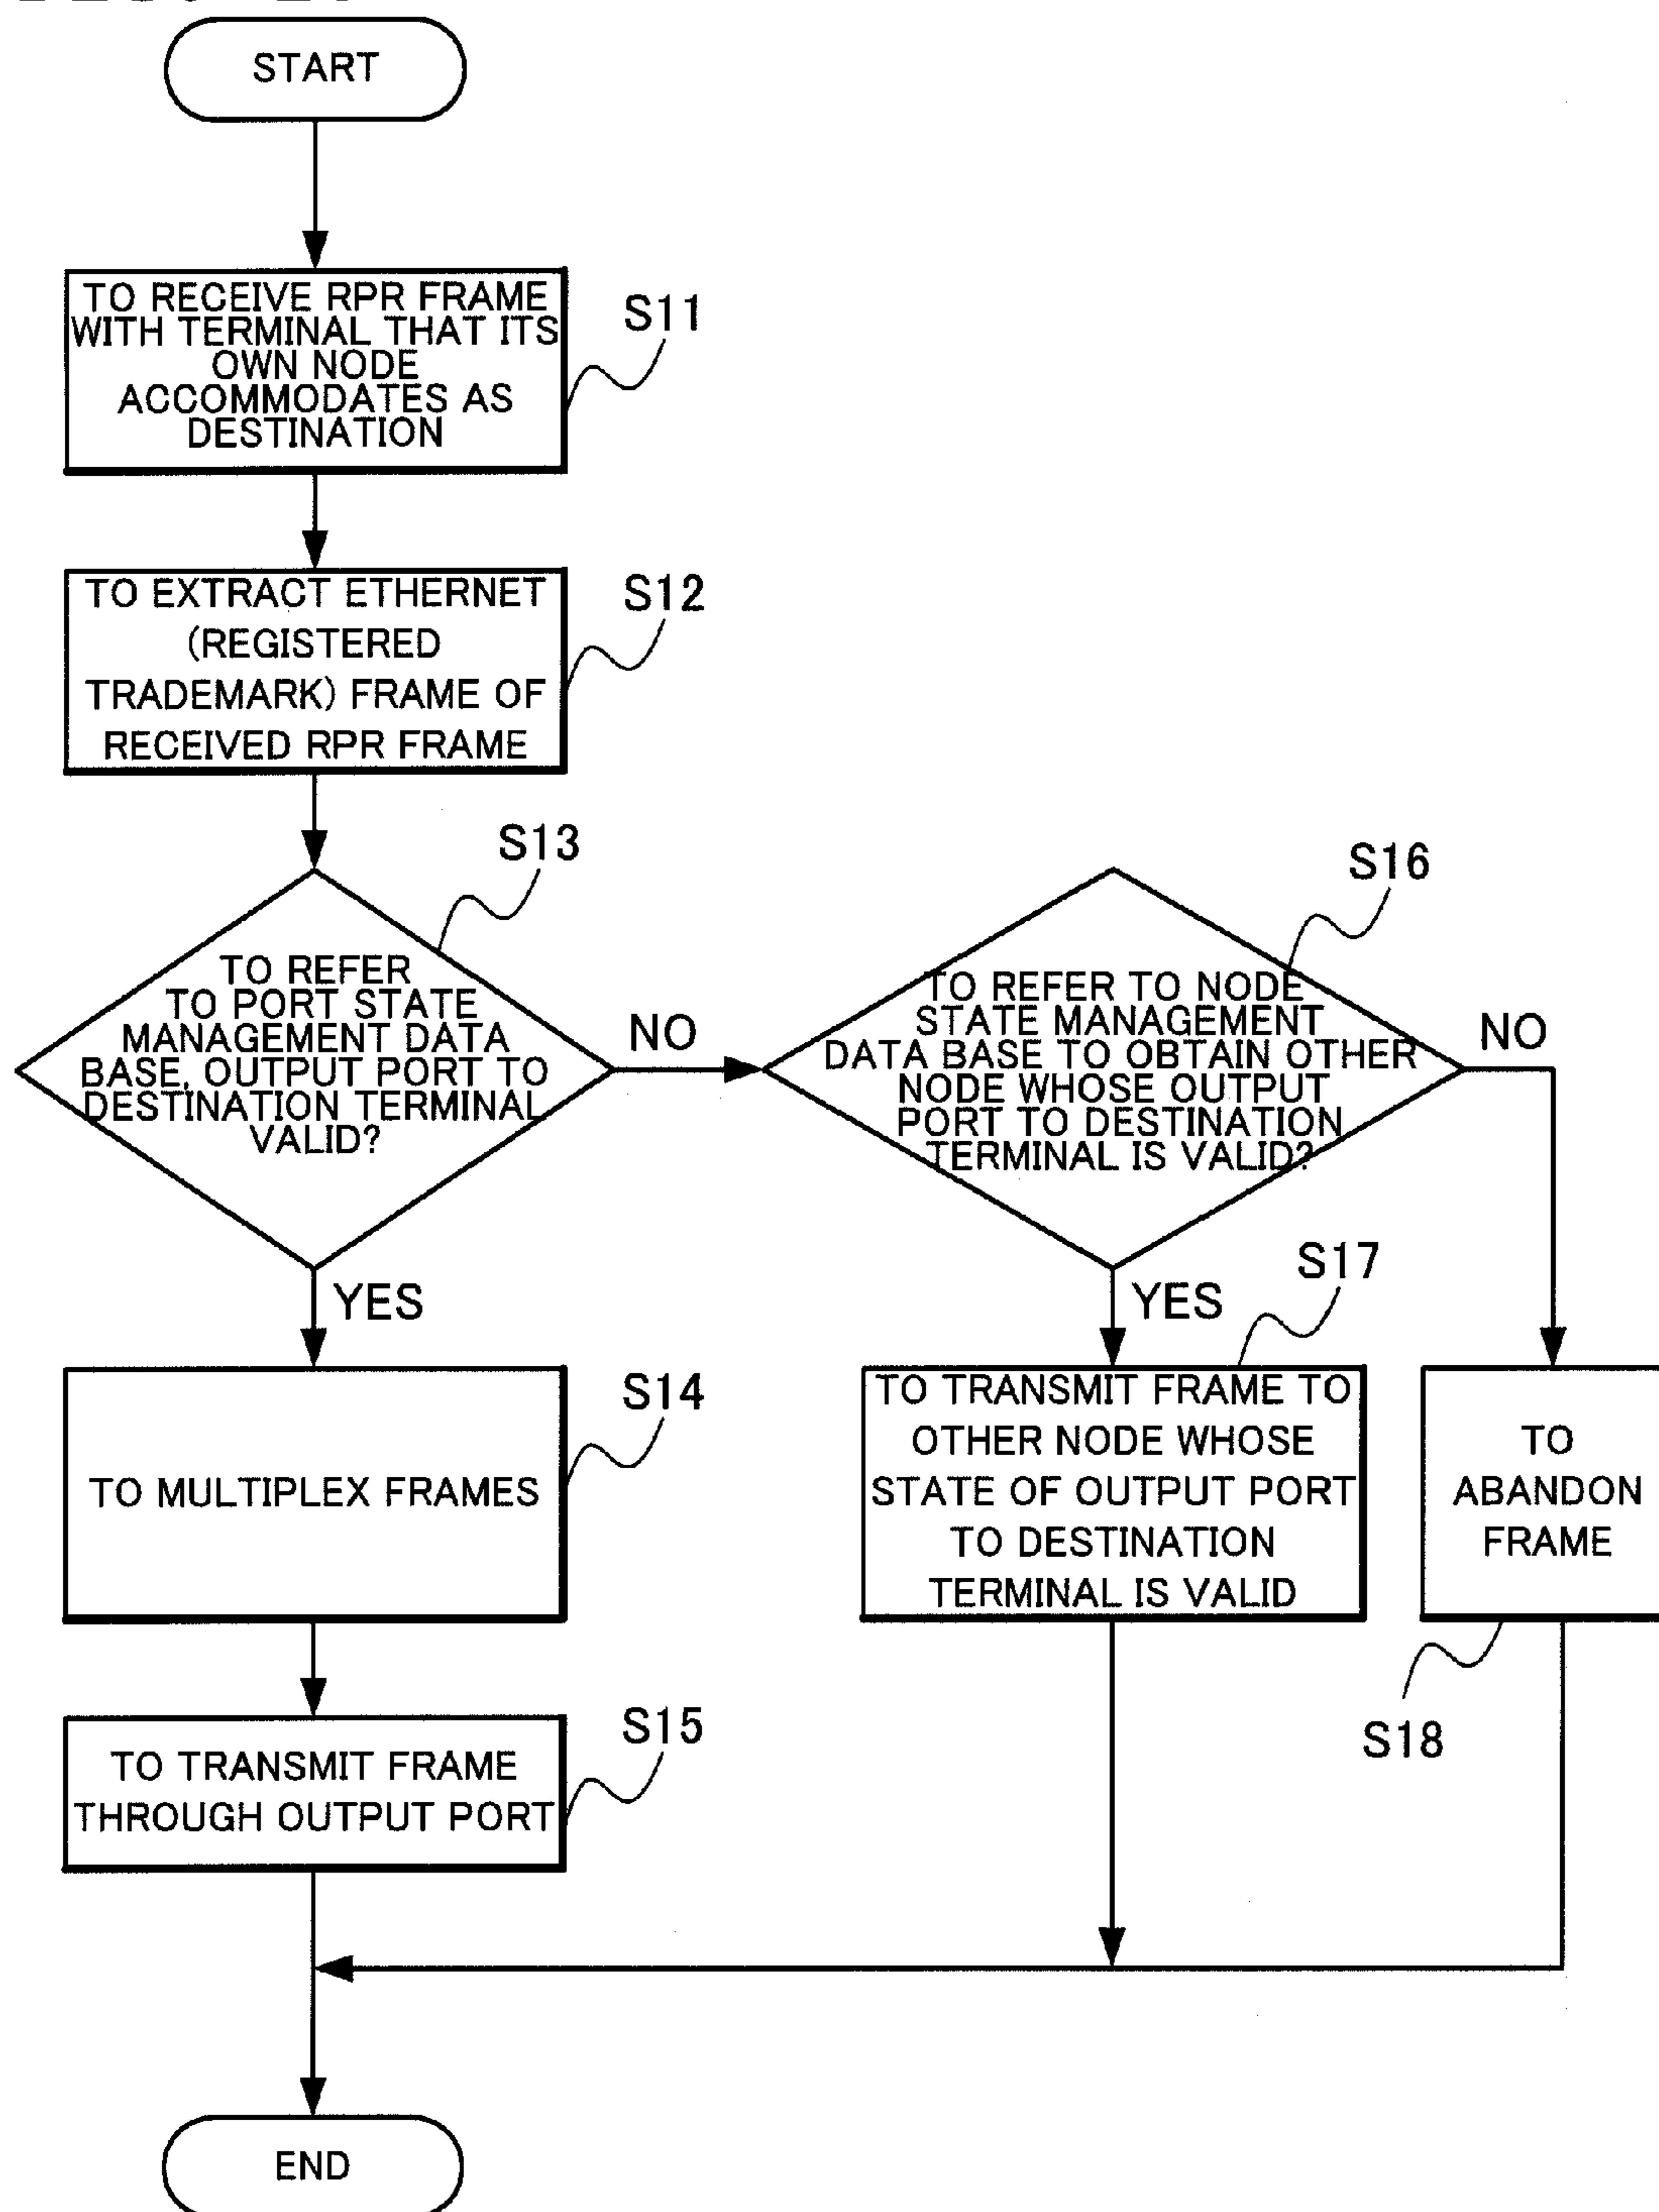 START
TO RECEIVE RPR FRAME
WITH TERMINAL THAT ITS
OWN NODE
ACCOMMODATES AS
DESTINATION
S11
TO EXTRACT ETHERNET
(REGISTERED
TRADEMARK) FRAME OF
RECEIVED RPR FRAME
S12
S13
TO REFER
TO PORT STATE
MANAGEMENT DATA
BASE, OUTPUT PORT TO
DESTINATION TERMINAL
VALID?
NO
YES
S16
TO REFER TO NODE
STATE MANAGEMENT
DATA BASE TO OBTAIN OTHER
NODE WHOSE OUTPUT
PORT TO DESTINATION
TERMINAL IS VALID?
NO
YES
S14
TO MULTIPLEX FRAMES
S17
TO TRANSMIT FRAME TO
OTHER NODE WHOSE
STATE OF OUTPUT PORT
TO DESTINATION
TERMINAL IS VALID
TO
ABANDON
FRAME
S18
S15
TO TRANSMIT FRAME
THROUGH OUTPUT PORT
END